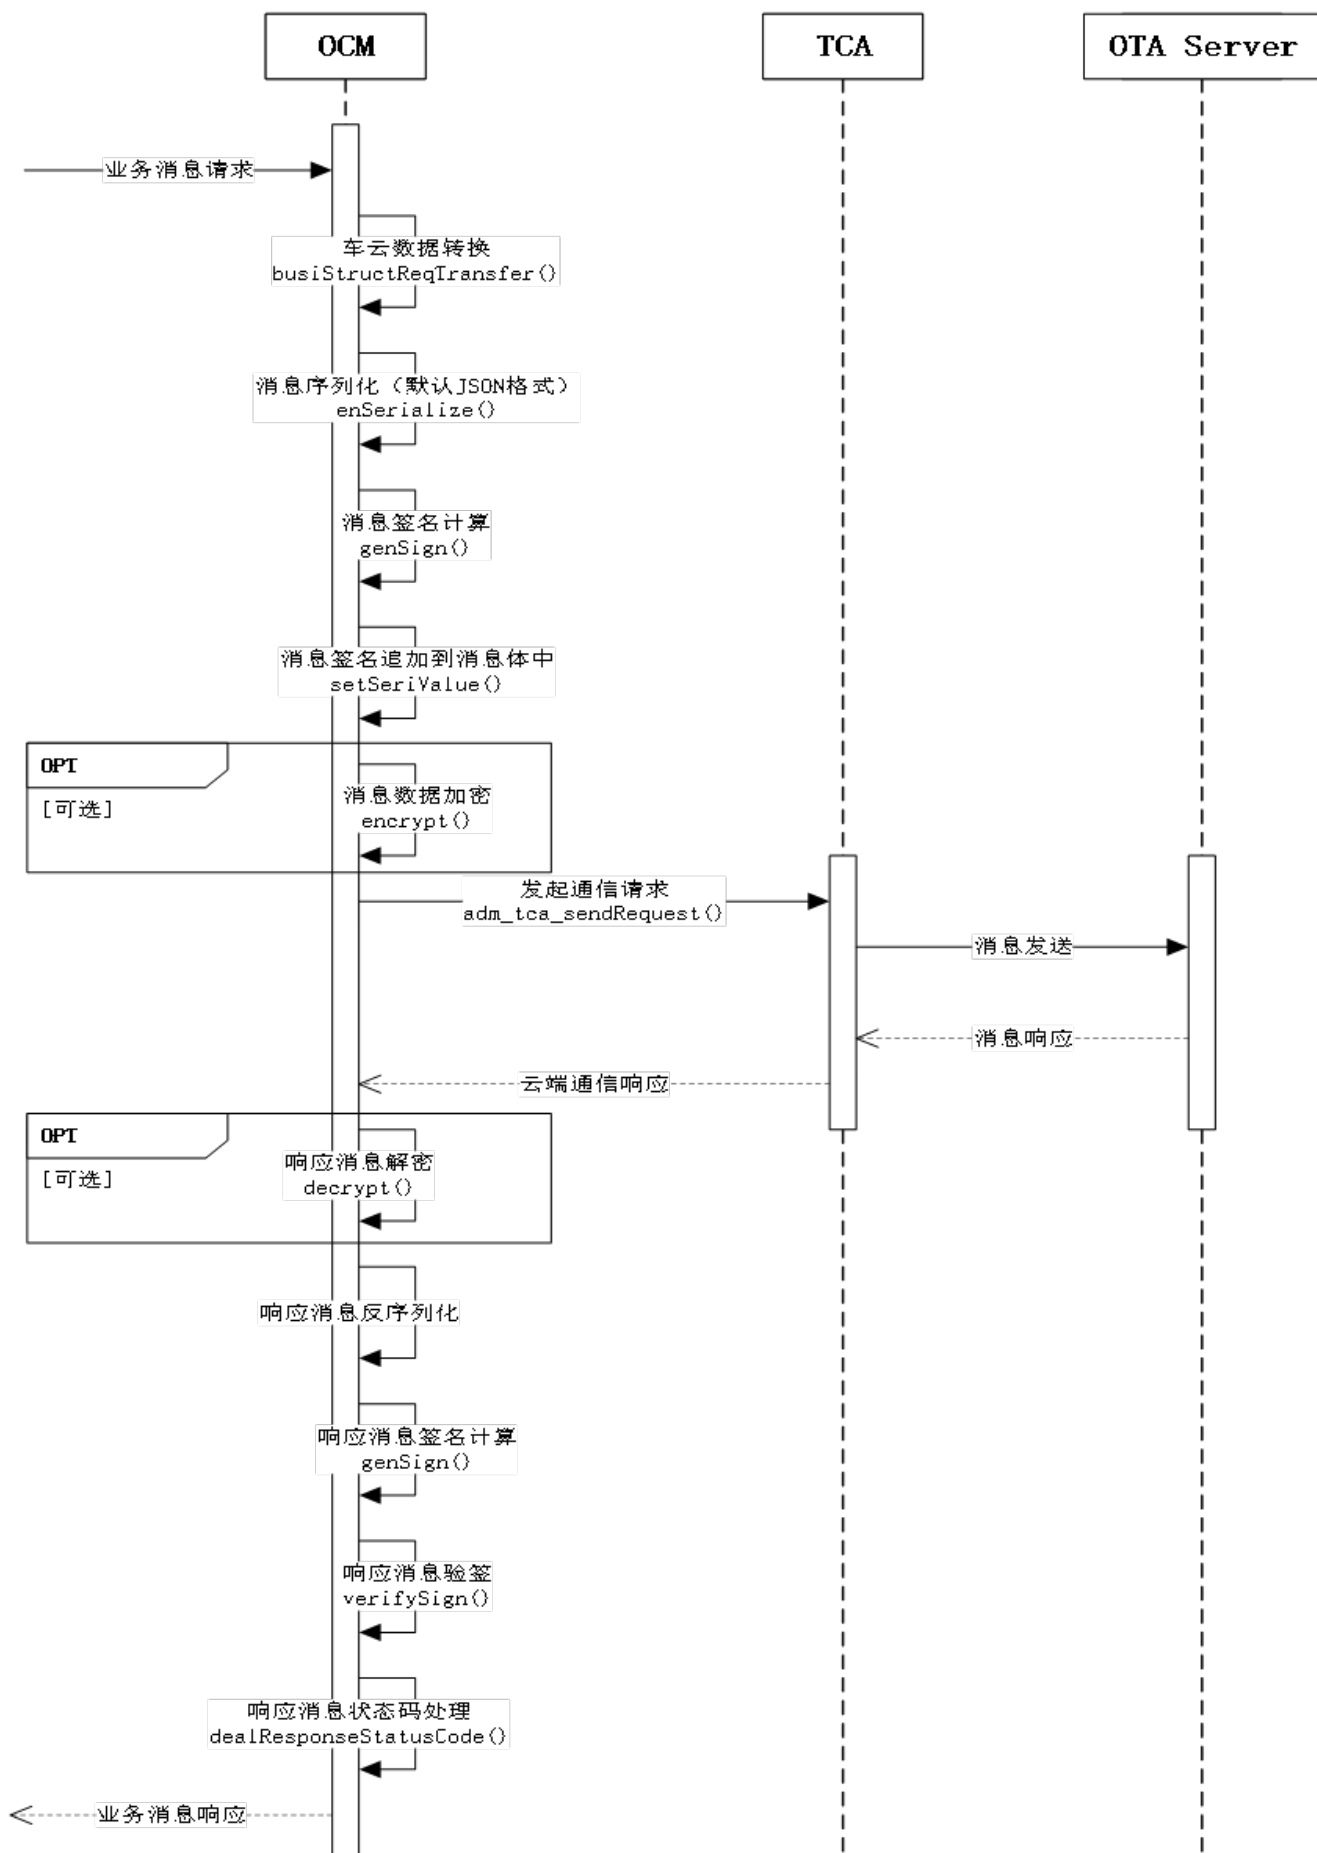 OCM
TCA
OTA Server
业务消息请求
车云数据转换
busiStructReqTransfer()
消息序列化（默认JSON格式）
enSerialize()
消息签名计算
genSign()
消息签名追加到消息体中
setSeriValue()
OPT
[可选]
消息数据加密
encrypt()
发起通信请求
adm_tca_sendRequest()
消息发送
消息响应
云端通信响应
OPT
[可选]
响应消息解密
decrypt()
响应消息反序列化
响应消息签名计算
genSign()
响应消息验签
verifySign()
响应消息状态码处理
dealResponseStatusCode()
业务消息响应